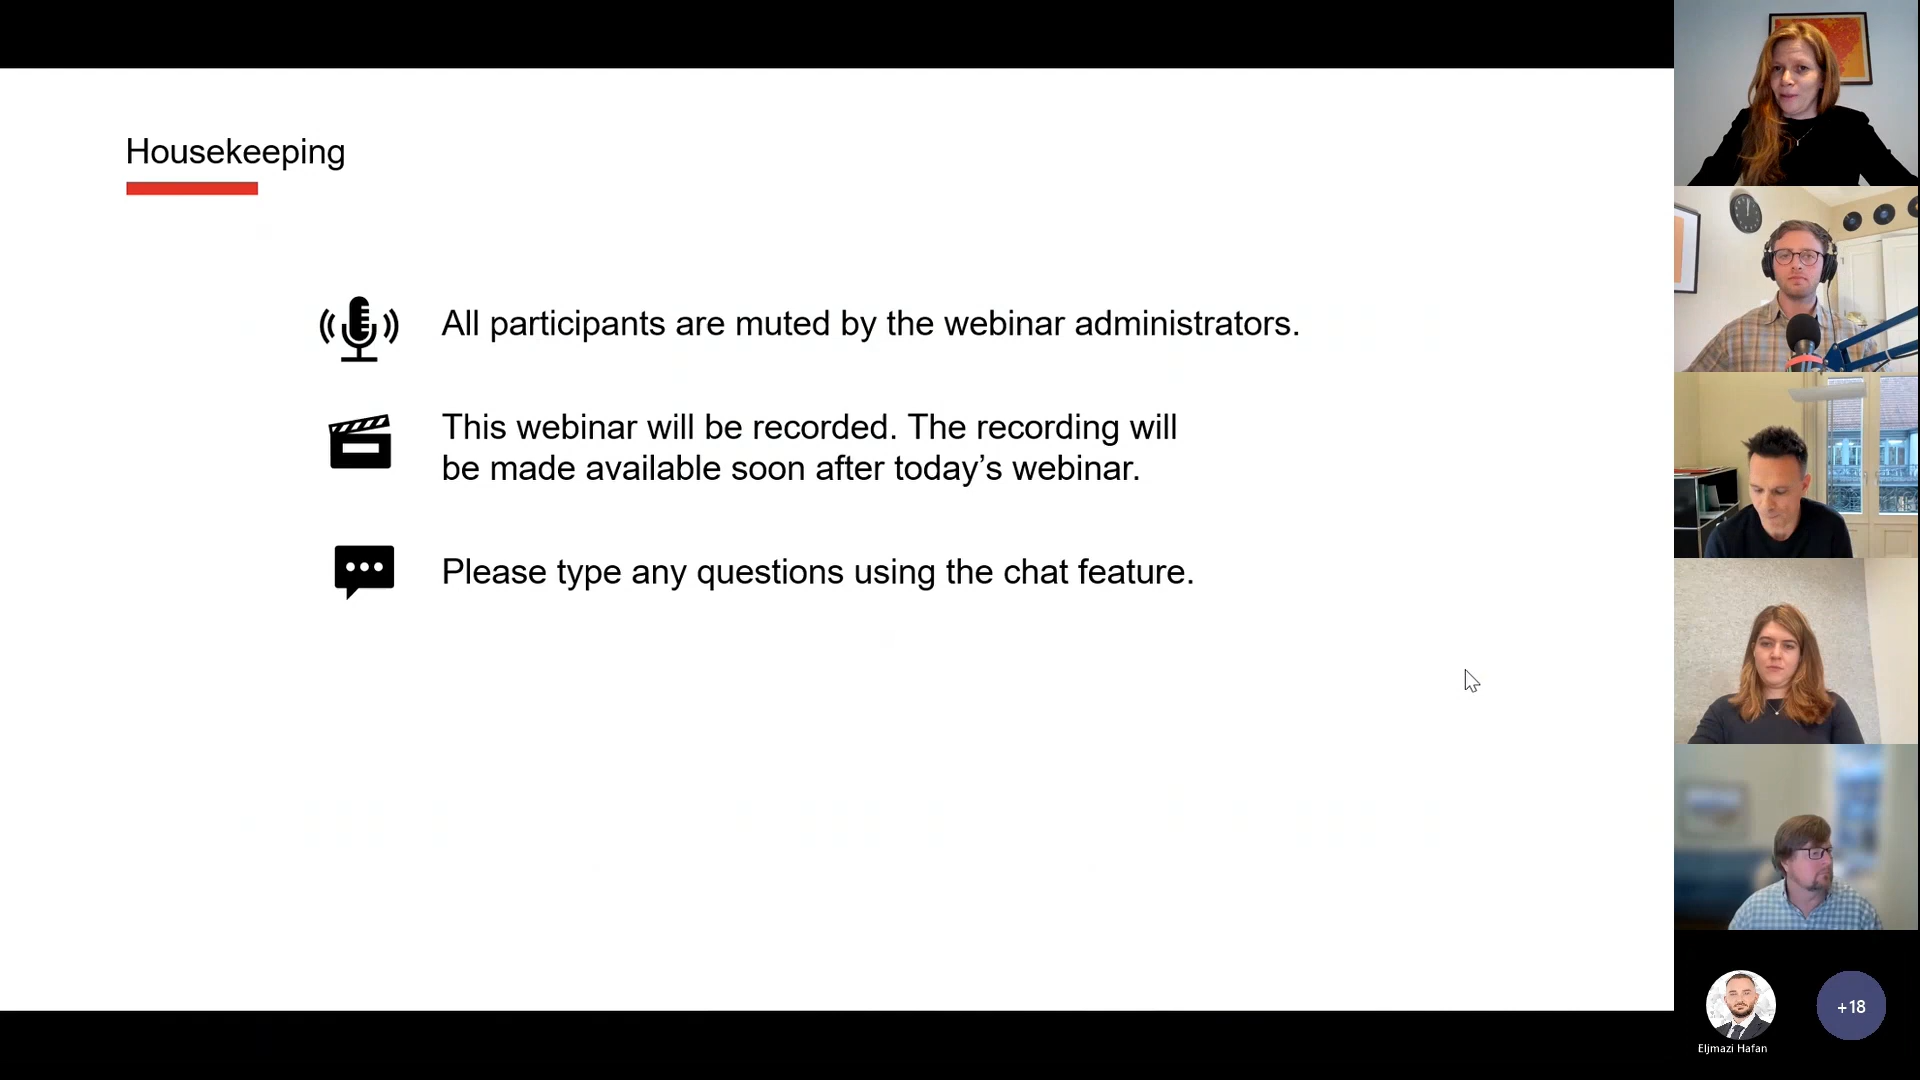 Housekeeping
All participants are muted by the webinar administrators.
This webinar will be recorded. The recording will
be made available soon after today’s webinar.
Please type any questions using the chat feature.
+18
Eljmazi Hafan